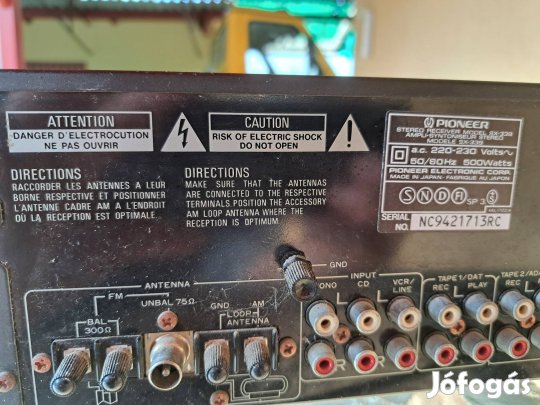 ATTENTION
DANGER D'ELECTROCUTION
NE PAS OUVRIR
CAUTION
RISK OF ELECTRIC SHOCK
DO NOT OPEN
DIRECTIONS
RACCORDER LES ANTENNES A LEUR
BORNE RESPECTIVE ET POSITIONNER
L'ANTENNE CADRE AM A L'ENDROIT
OÙ LA RECEPTION EST OPTIMALE.
DIRECTIONS
MAKE SURE THAT THE ANTENNAS
ARE CONNECTED TO THE RESPECTIVE
TERMINALS. POSITION THE ACCESSORY
AM LOOP ANTENNA WHERE THE
RECEPTION IS OPTIMUM.
PIONEER
STEREO RECEIVER MODEL SX-339
AMPLI-SYNTONISEUR STEREO
MODELE SX-339
a.c. 220-230 Volts
50/60Hz 500Watts
PIONEER ELECTRONIC CORP.
MADE IN JAPAN · FABRIQUE AU JAPON
S N D F SP 3
SERIAL NO. NC9421713RC
GND
ANTENNA
FM
UNBAL 75Ω
BAL
300Ω
GND
AM
LOOP
ANTENNA
INPUT
CD
VCR/
LINE
TAPE 1/DAT
REC
PLAY
REC
R
Jófogás